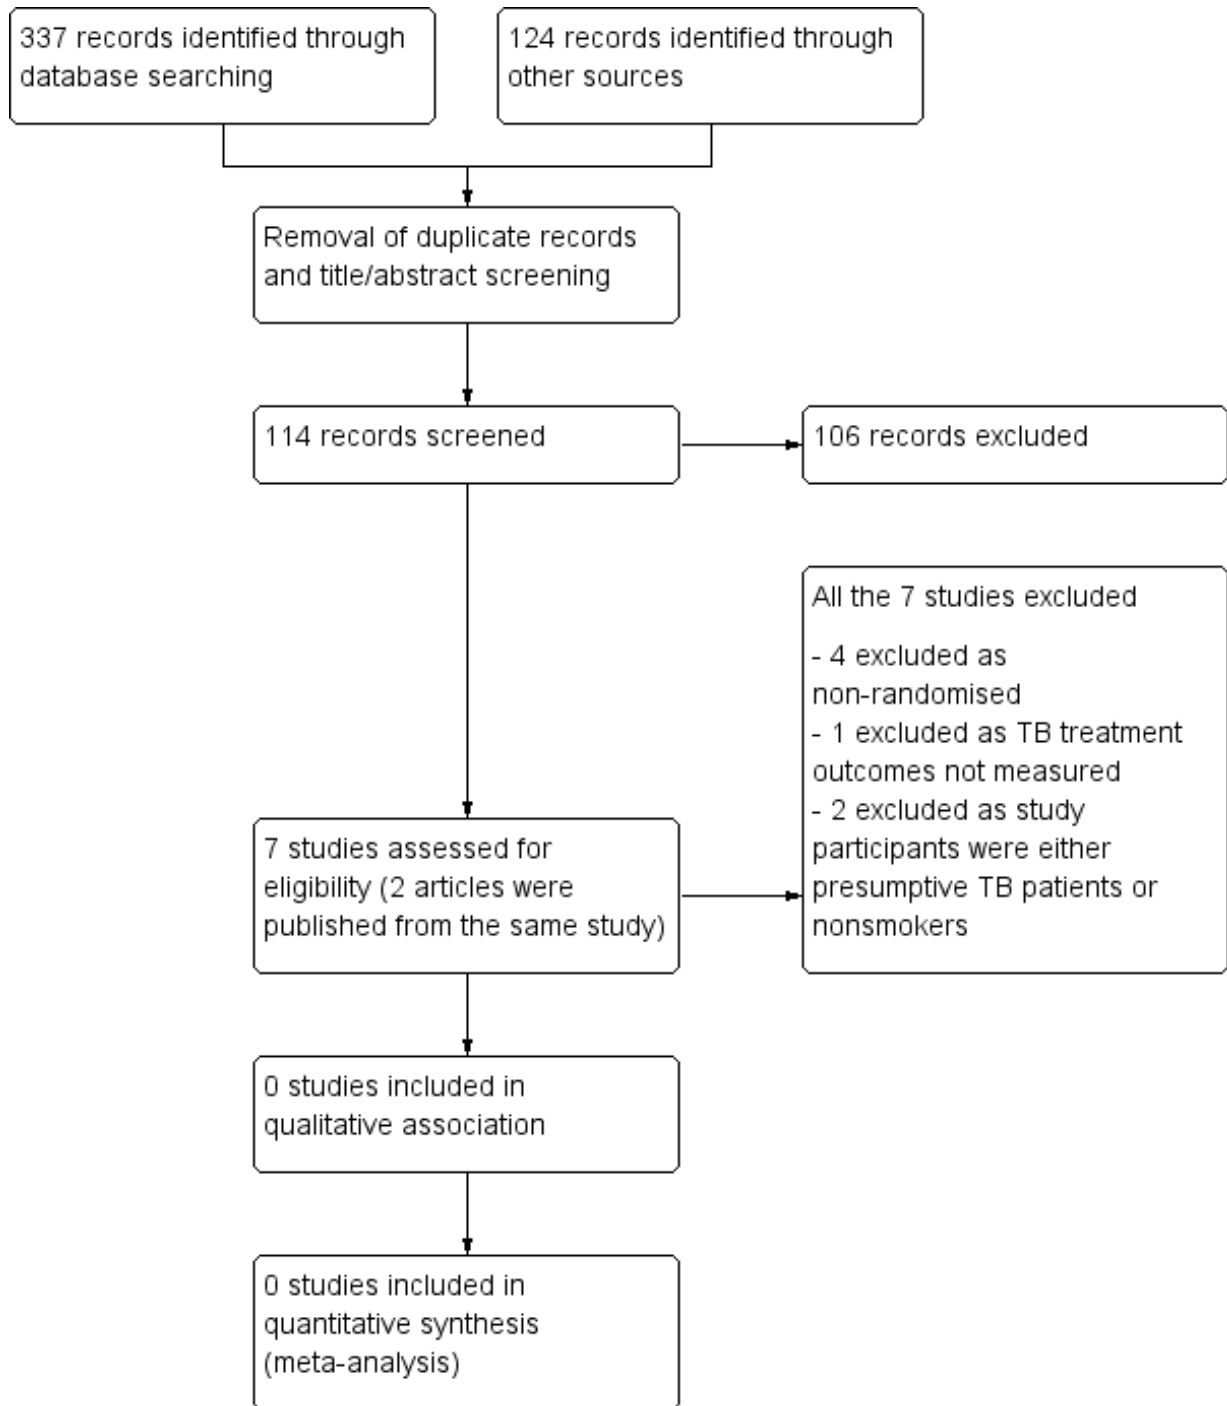 337 records identified through
database searching
124 records identified through
other sources
Removal of duplicate records
and title/abstract screening
114 records screened
106 records excluded
All the 7 studies excluded
- 4 excluded as
non-randomised
- 1 excluded as TB treatment
outcomes not measured
- 2 excluded as study
participants were either
presumptive TB patients or
nonsmokers
7 studies assessed for
eligibility (2 articles were
published from the same study)
0 studies included in
qualitative association
0 studies included in
quantitative synthesis
(meta-analysis)